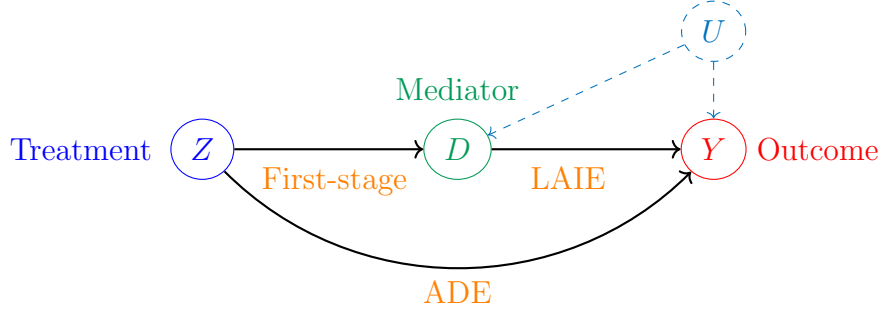 U
Mediator
Treatment Z D Y Outcome
First-stage LAIE
ADE